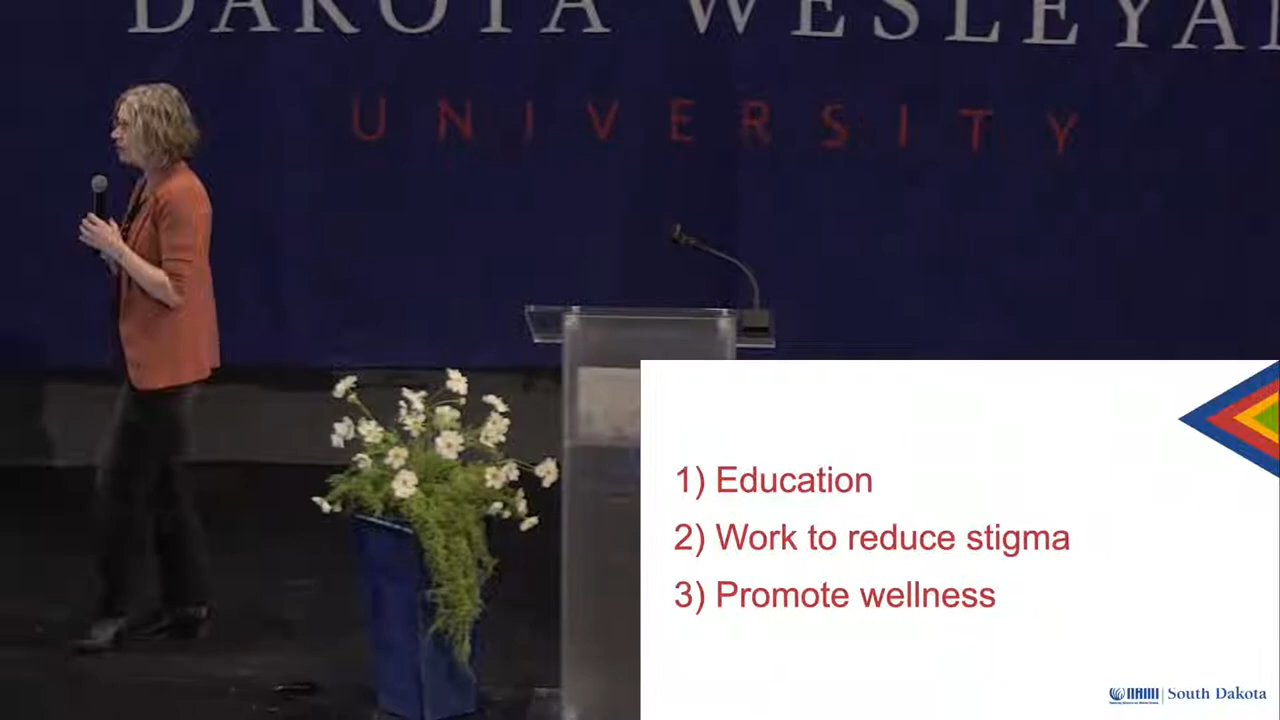 DAKOTA WESLEYAN
UNIVERSITY
1) Education
2) Work to reduce stigma
3) Promote wellness
NAMI | South Dakota